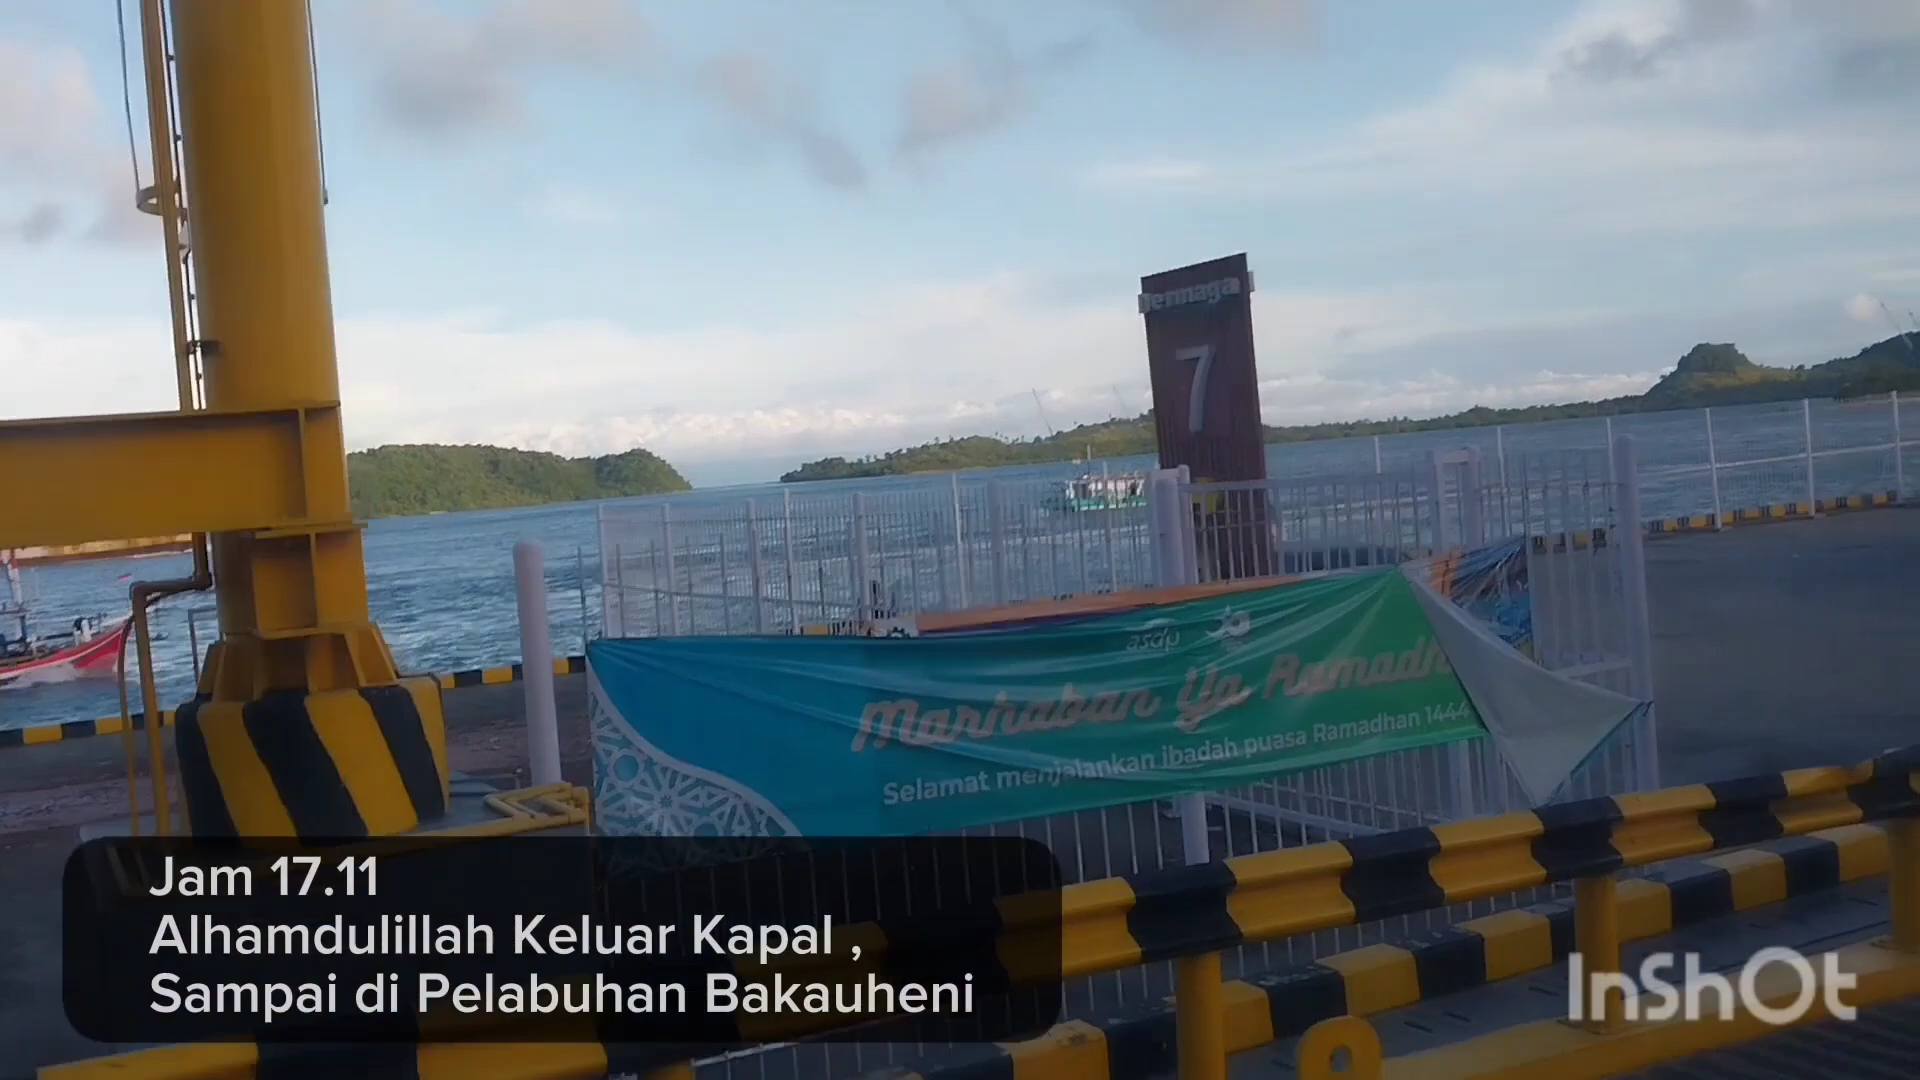 Dermaga
7
asdp
Marhaban Ya Ramadh
Selamat menjalankan ibadah puasa Ramadhan 1444
Jam 17.11
Alhamdulillah Keluar Kapal ,
Sampai di Pelabuhan Bakauheni
InShOt